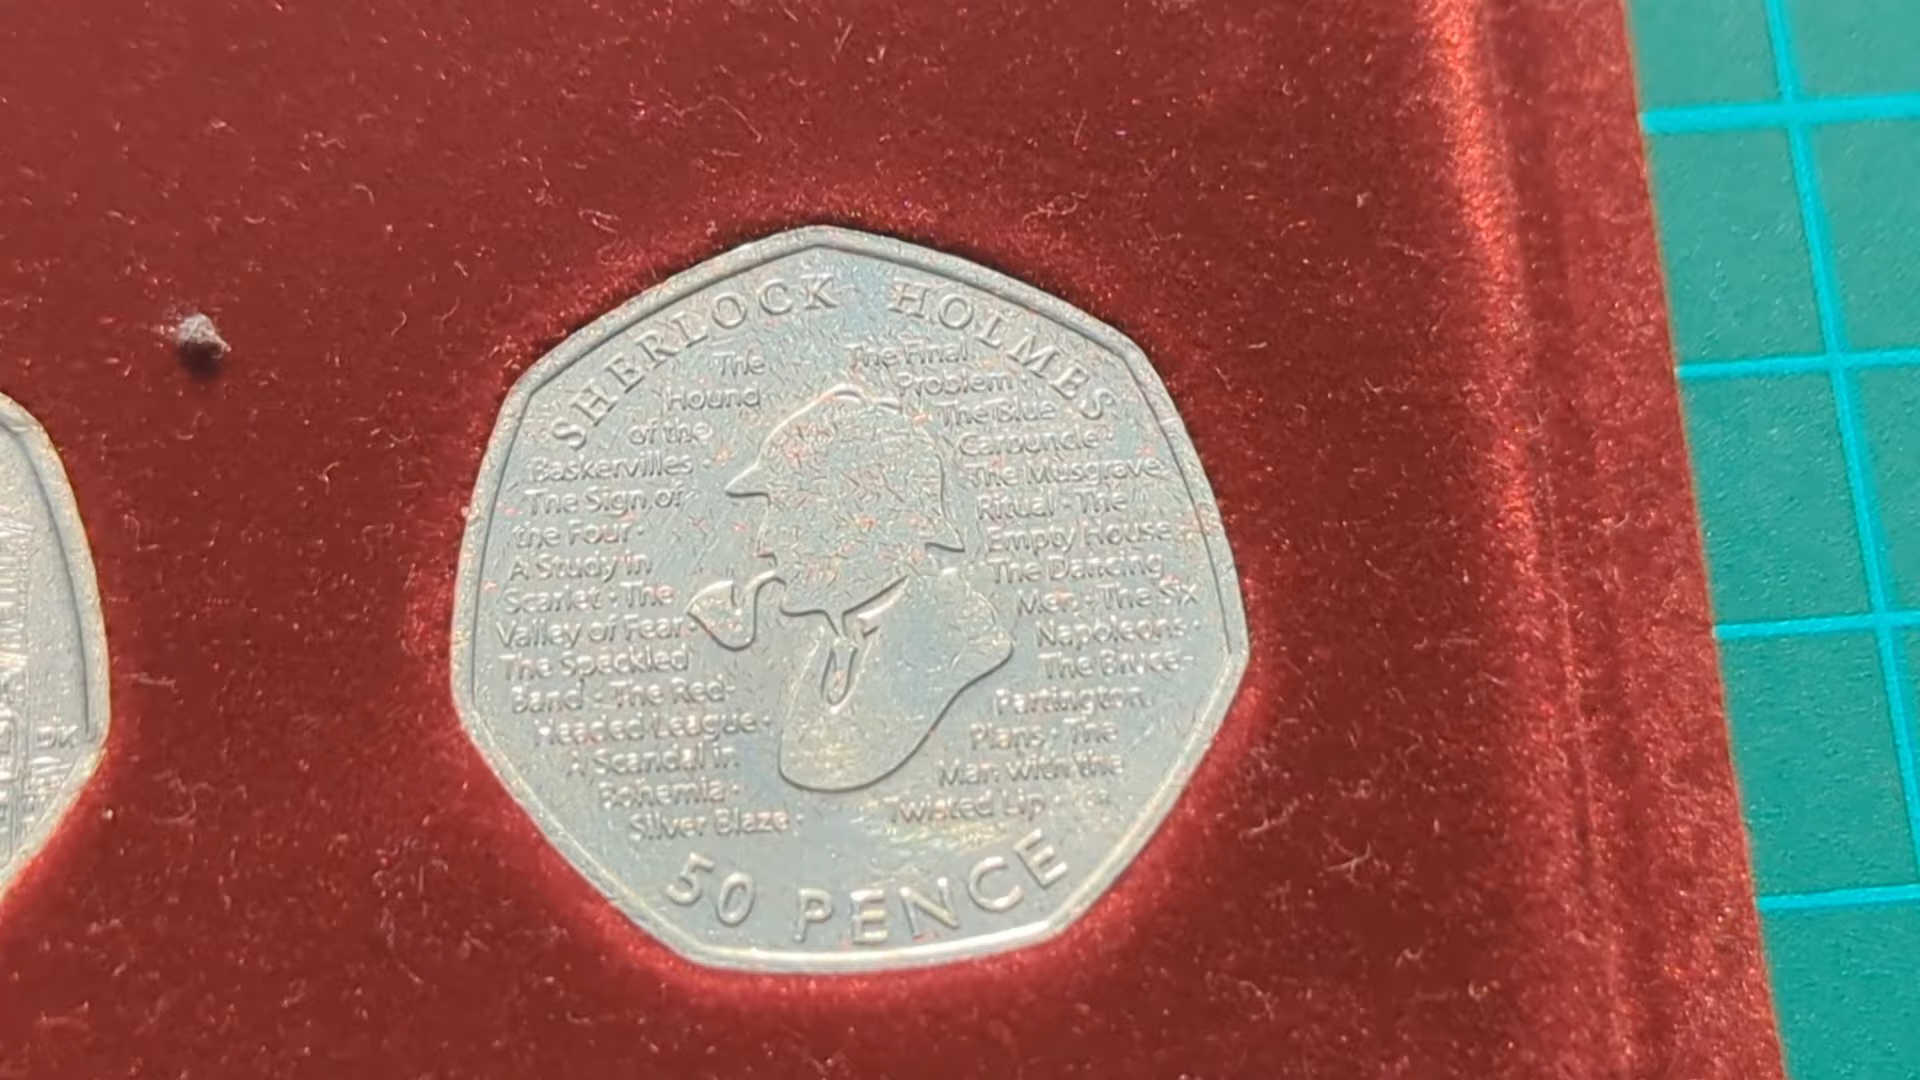 SHERLOCK HOLMES
The
Hound
of the
Baskervilles ·
The Sign of
the Four ·
A Study in
Scarlet · The
Valley of Fear ·
The Speckled
Band · The Red-
Headed League ·
A Scandal in
Bohemia ·
Silver Blaze ·
The Final
Problem ·
The Blue
Carbuncle ·
The Musgrave
Ritual · The
Empty House ·
The Dancing
Men · The Six
Napoleons ·
The Bruce-
Partington
Plans · The
Man with the
Twisted Lip ·
50 PENCE
DK